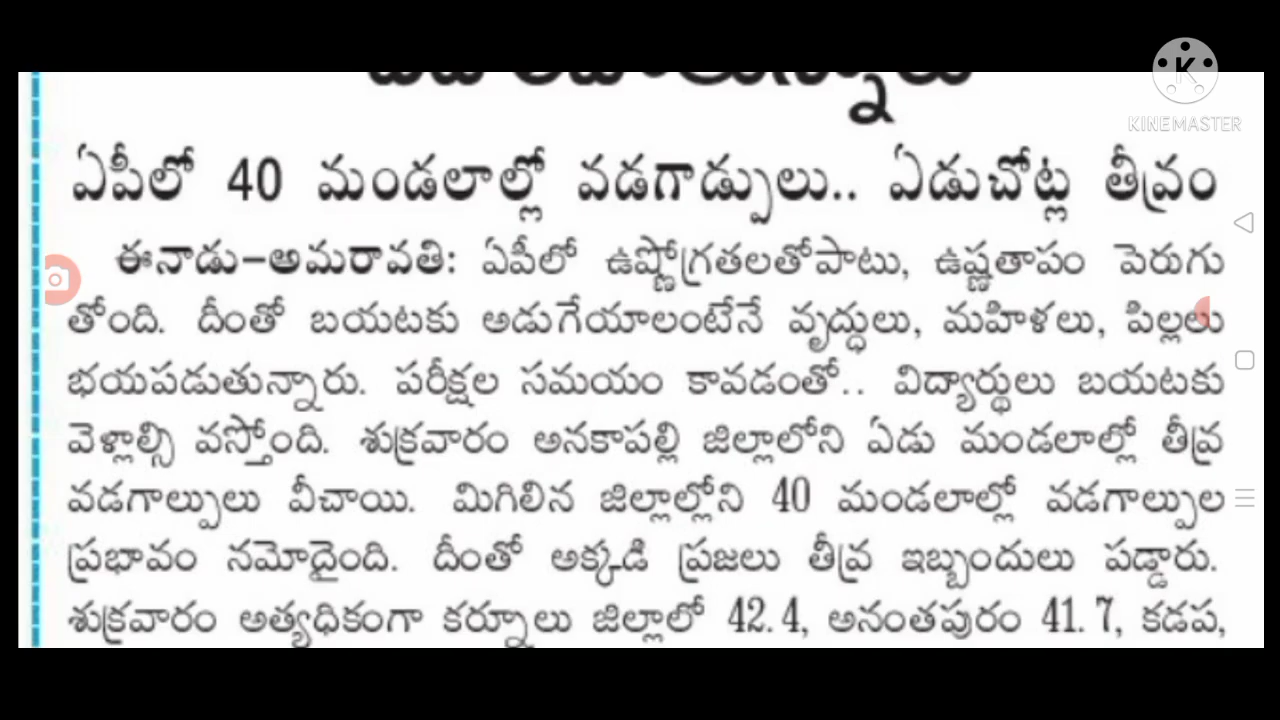 KINEMASTER
ఏపీలో 40 మండలాల్లో వడగాడ్పులు.. ఏడుచోట్ల తీవ్రం
ఈనాడు-అమరావతి: ఏపీలో ఉష్ణోగ్రతలతోపాటు, ఉష్ణతాపం పెరుగు
తోంది. దీంతో బయటకు అడుగేయాలంటేనే వృద్ధులు, మహిళలు, పిల్లలు
భయపడుతున్నారు. పరీక్షల సమయం కావడంతో.. విద్యార్థులు బయటకు
వెళ్లాల్సి వస్తోంది. శుక్రవారం అనకాపల్లి జిల్లాలోని ఏడు మండలాల్లో తీవ్ర
వడగాల్పులు వీచాయి. మిగిలిన జిల్లాల్లోని 40 మండలాల్లో వడగాల్పుల
ప్రభావం నమోదైంది. దీంతో అక్కడి ప్రజలు తీవ్ర ఇబ్బందులు పడ్డారు.
శుక్రవారం అత్యధికంగా కర్నూలు జిల్లాలో 42.4, అనంతపురం 41.7, కడప,